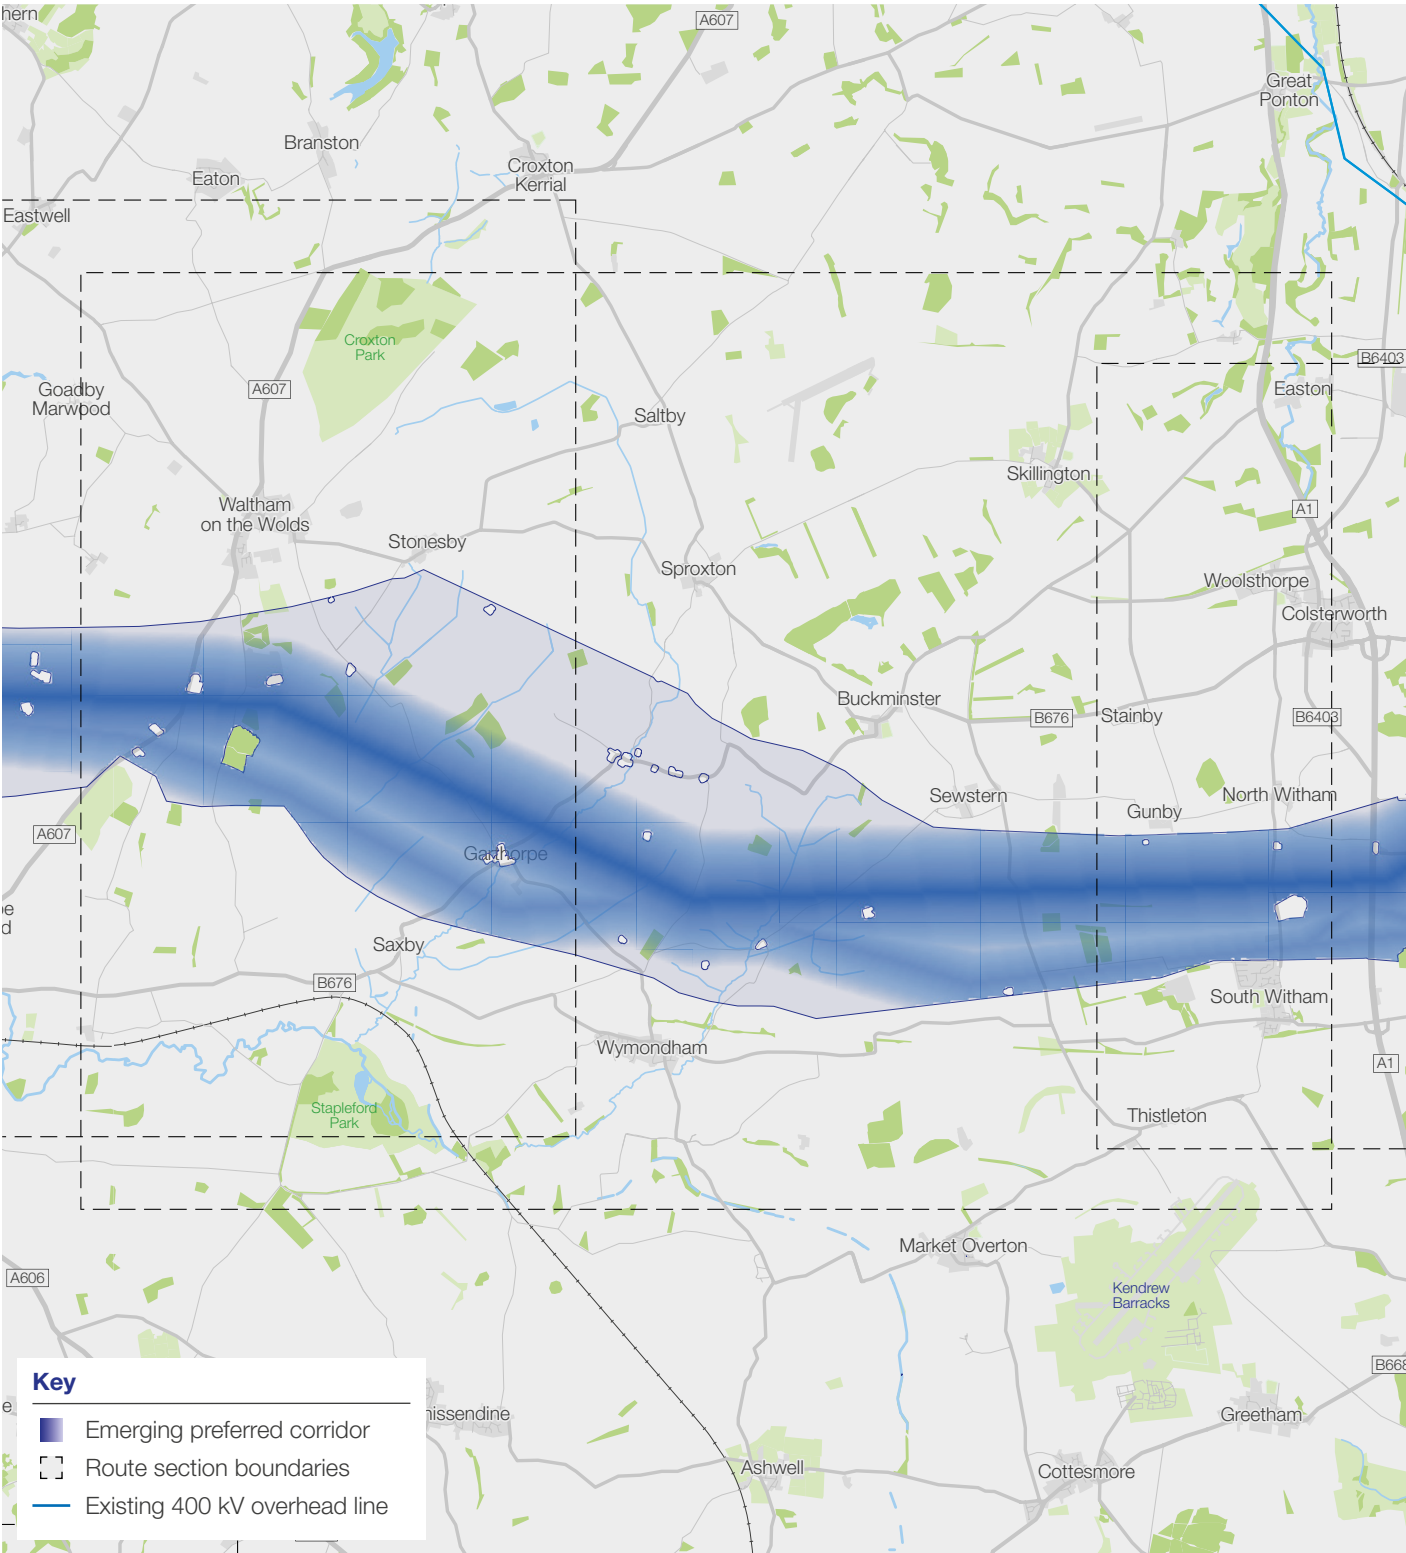 hern
A607
Great
Ponton
Branston
Croxton
Kerrial
Eaton
Eastwell
Croxton
Park
B6403
A607
Goadby
Marwood
Easton
Saltby
Skillington
Waltham
on the Wolds
A1
Stonesby
Sproxton
Woolsthorpe
Colsterworth
Buckminster
B676
Stainby
B6403
Sewstern
North Witham
Gunby
A607
Garthorpe
d
Saxby
B676
South Witham
Wymondham
A1
Stapleford
Park
Thistleton
Market Overton
A606
Kendrew
Barracks
B668
Key
Emerging preferred corridor
Route section boundaries
Existing 400 kV overhead line
e
issendine
Greetham
Ashwell
Cottesmore